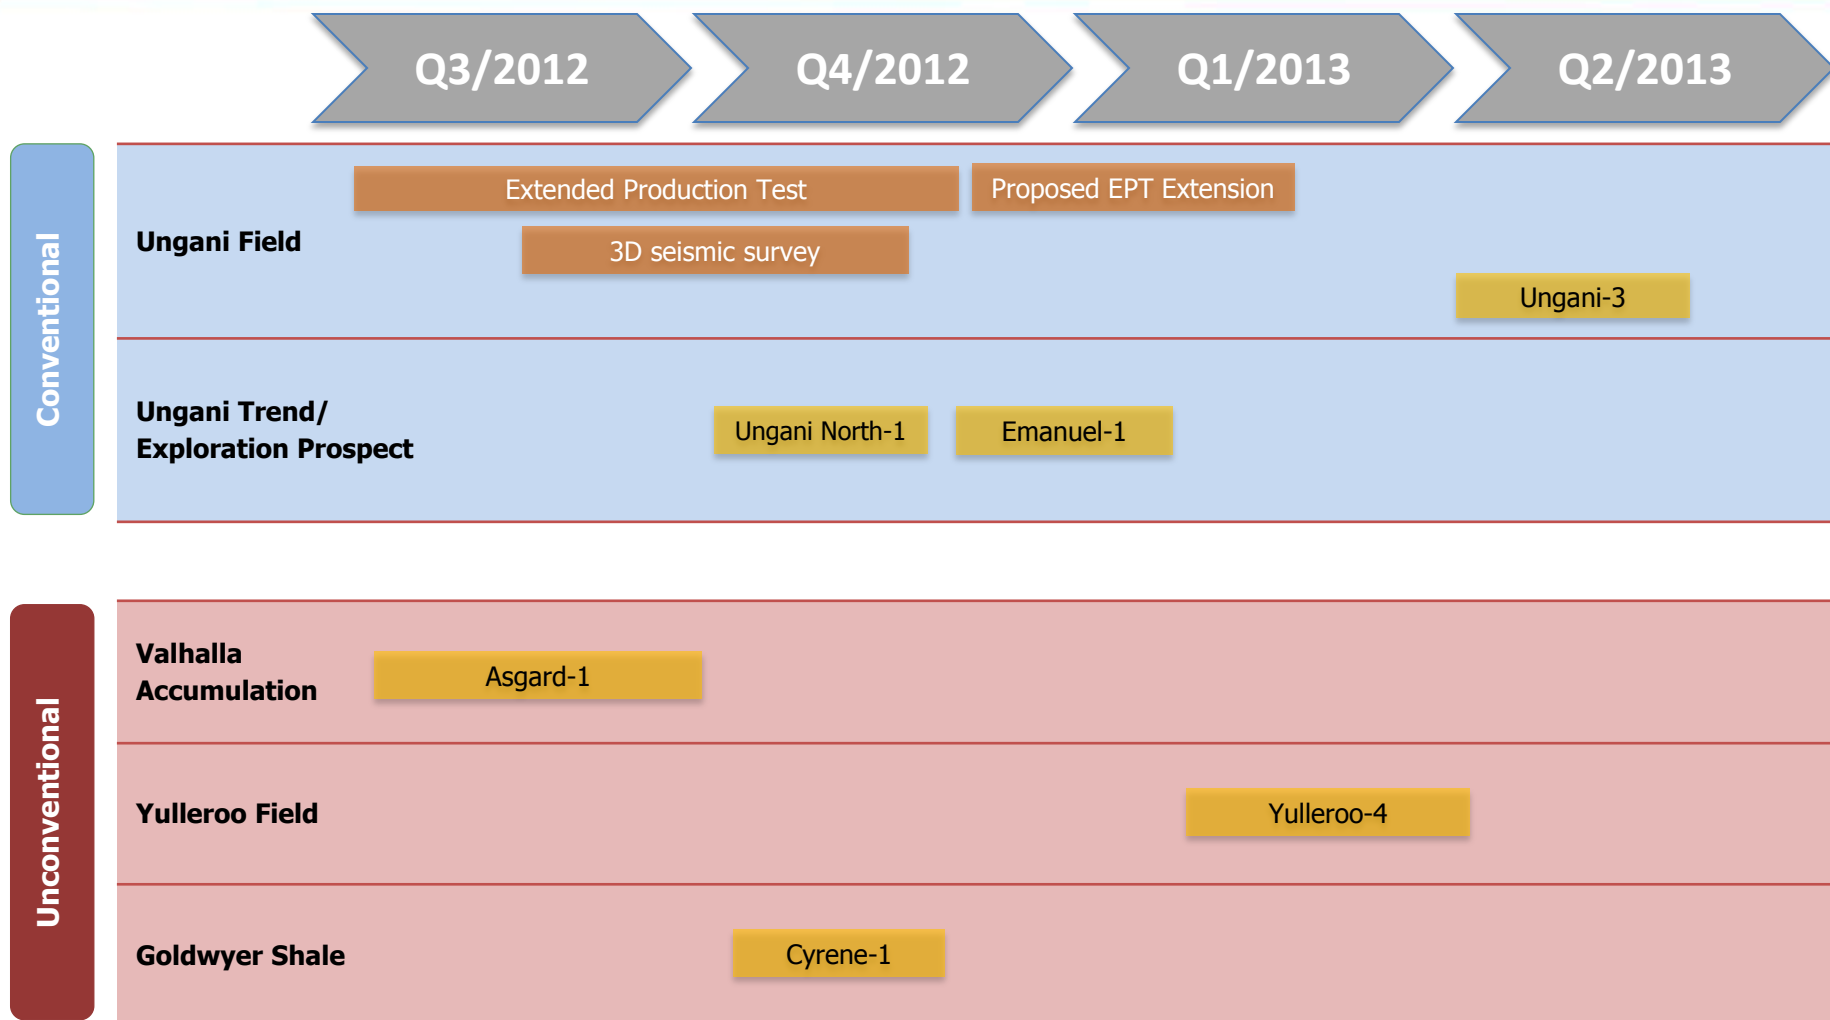 Q3/2012
Q4/2012
Q1/2013
Q2/2013
Conventional
Ungani Field
Extended Production Test
Proposed EPT Extension
3D seismic survey
Ungani-3
Ungani Trend/
Exploration Prospect
Ungani North-1
Emanuel-1
Unconventional
Valhalla
Accumulation
Asgard-1
Yulleroo Field
Yulleroo-4
Goldwyer Shale
Cyrene-1